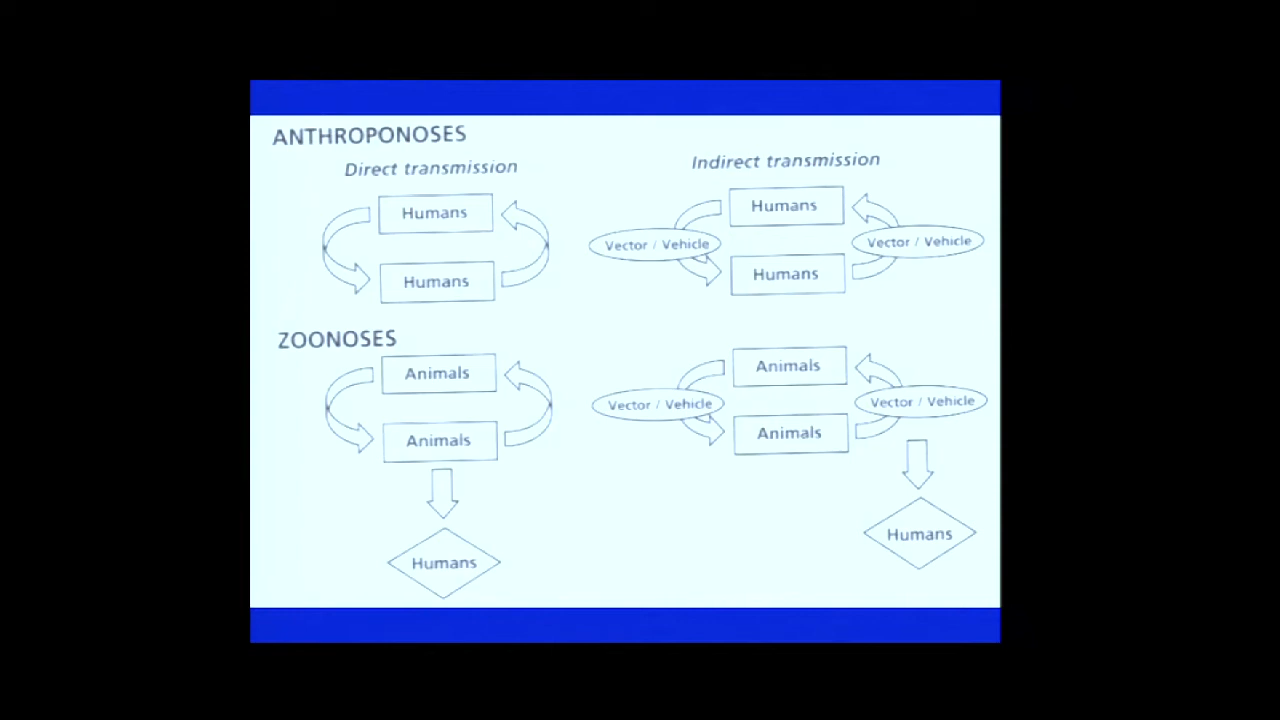 ANTHROPONOSES
Direct transmission
Indirect transmission
Humans
Humans
Humans
Vector / Vehicle
Vector / Vehicle
Humans
ZOONOSES
Animals
Animals
Humans
Animals
Vector / Vehicle
Vector / Vehicle
Animals
Humans